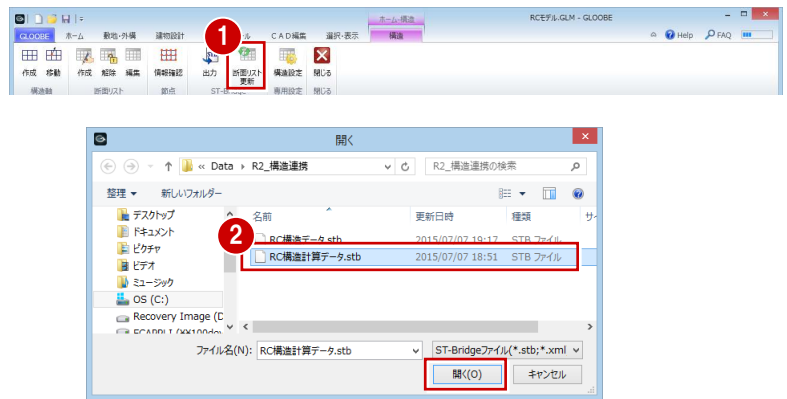 ホーム-構造
RCモデル.GLM - GLOOBE
GLOOBE ホーム 敷地・外構 建物設計 ル CAD編集 選択・表示 構造 Help FAQ
1
作成 移動 作成 解除 編集 情報確認 出力 断面リスト 更新 構造設定 閉じる
構造軸 断面リスト 節点 ST-Bridge 専用設定 閉じる
開く
« Data R2_構造連携 R2_構造連携の検索
整理 新しいフォルダー
デスクトップ 名前 更新日時 種類 サイ
ドキュメント
2
RC構造データ.stb 2015/07/07 19:17 STB ファイル
ピクチャ
RC構造計算データ.stb 2015/07/07 18:51 STB ファイル
ビデオ
ミュージック
OS (C:)
Recovery Image (D
FCAPPLI (¥¥100dev
ファイル名(N): RC構造計算データ.stb ST-Bridgeファイル(*.stb;*.xml
開く(O) キャンセル